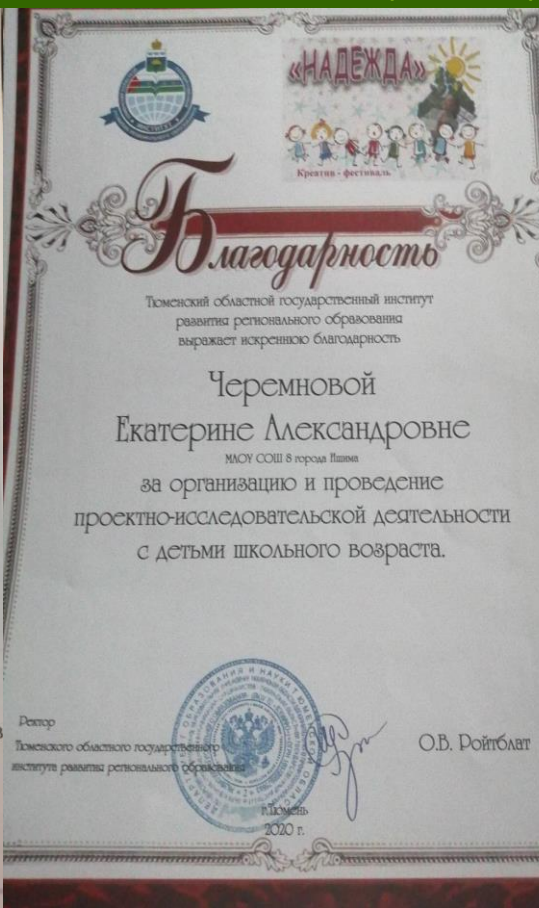 «НАДЕЖДА»
Креатив - фестиваль
Благодарность
Тюменский областной государственный институт
развития регионального образования
выражает искреннюю благодарность
Черемновой
Екатерине Александровне
МАОУ СОШ 8 города Ишима
за организацию и проведение
проектно-исследовательской деятельности
с детьми школьного возраста.
Ректор
Тюменского областного государственного
института развития регионального образования
О.В. Ройтблат
г.Тюмень
2020 г.